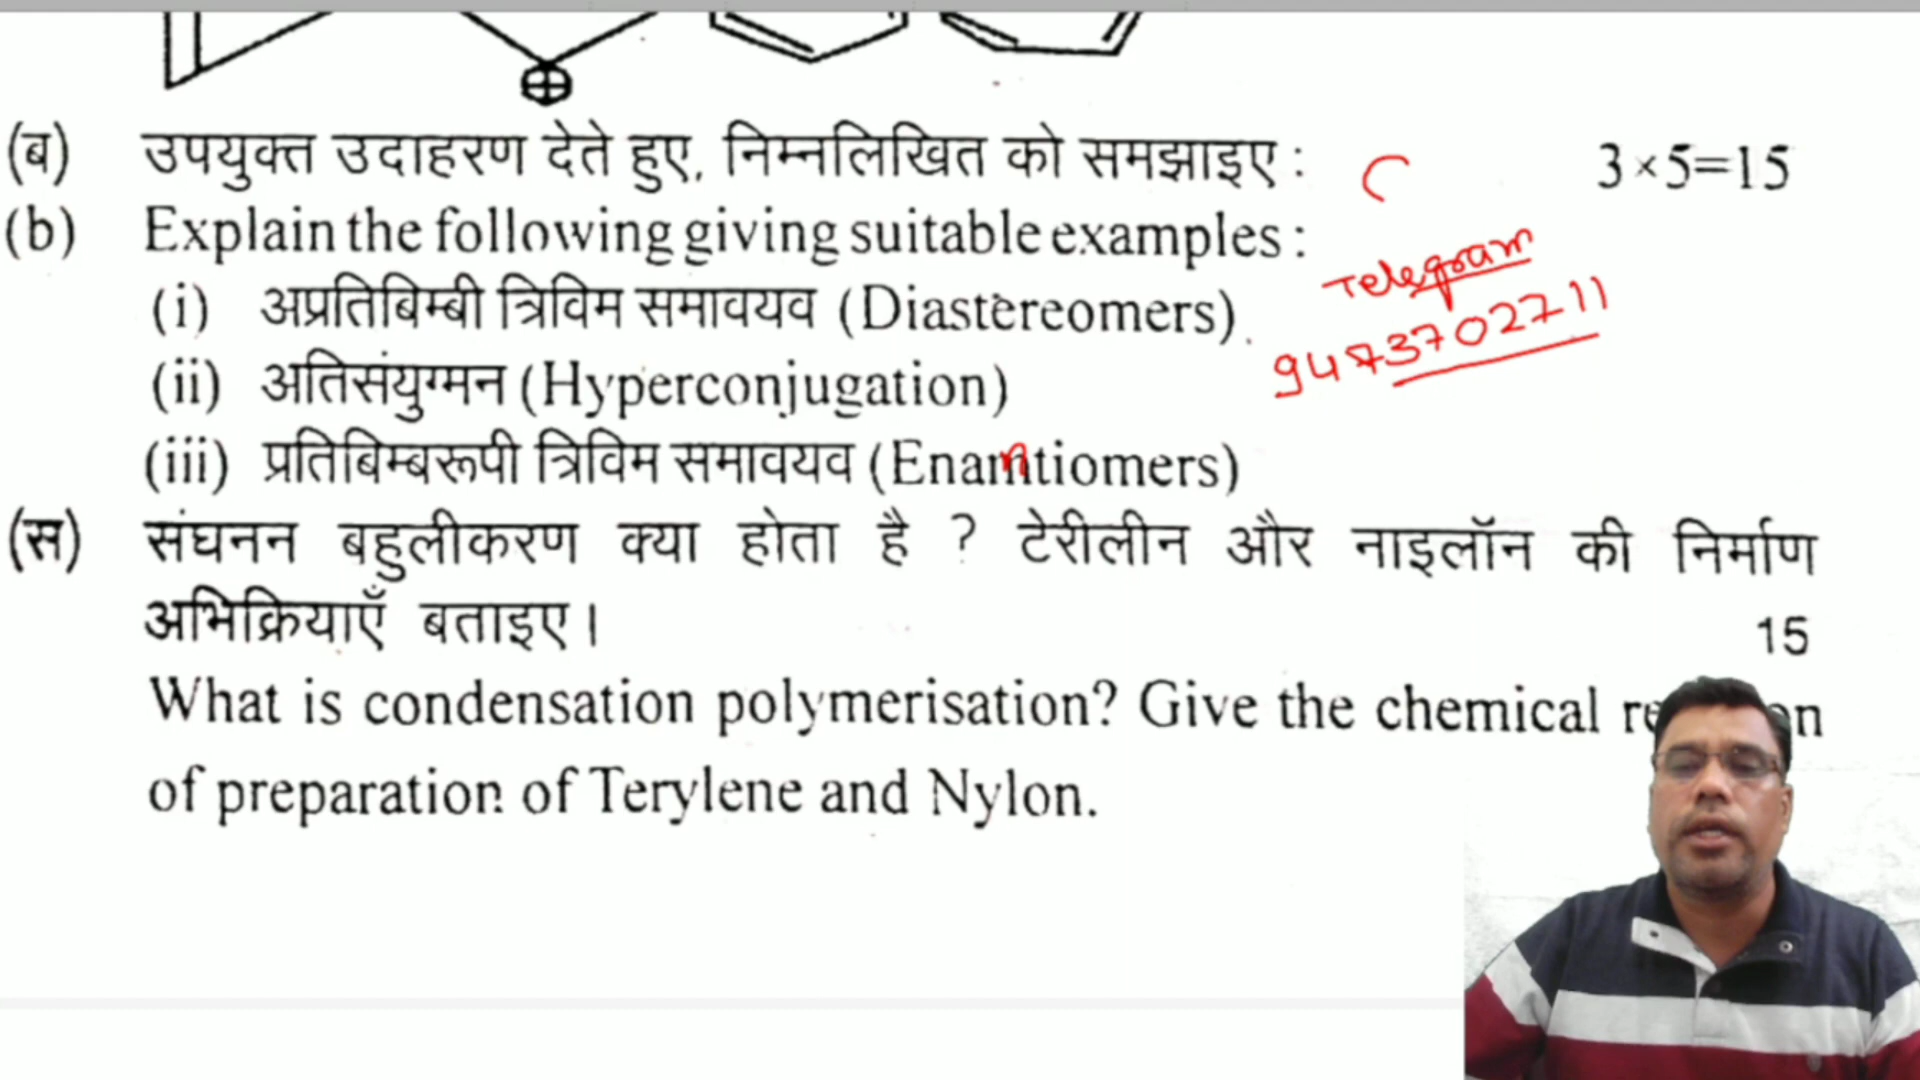 (ब) उपयुक्त उदाहरण देते हुए, निम्नलिखित को समझाइए : 3×5=15
(b) Explain the following giving suitable examples :
(i) अप्रतिबिम्बी त्रिविम समावयव (Diastereomers)
Telegram
(ii) अतिसंयुग्मन (Hyperconjugation)
9473702711
(iii) प्रतिबिम्बरूपी त्रिविम समावयव (Enantiomers)
(स) संघनन बहुलीकरण क्या होता है ? टेरीलीन और नाइलॉन की निर्माण
अभिक्रियाएँ बताइए। 15
What is condensation polymerisation? Give the chemical
of preparation of Terylene and Nylon.